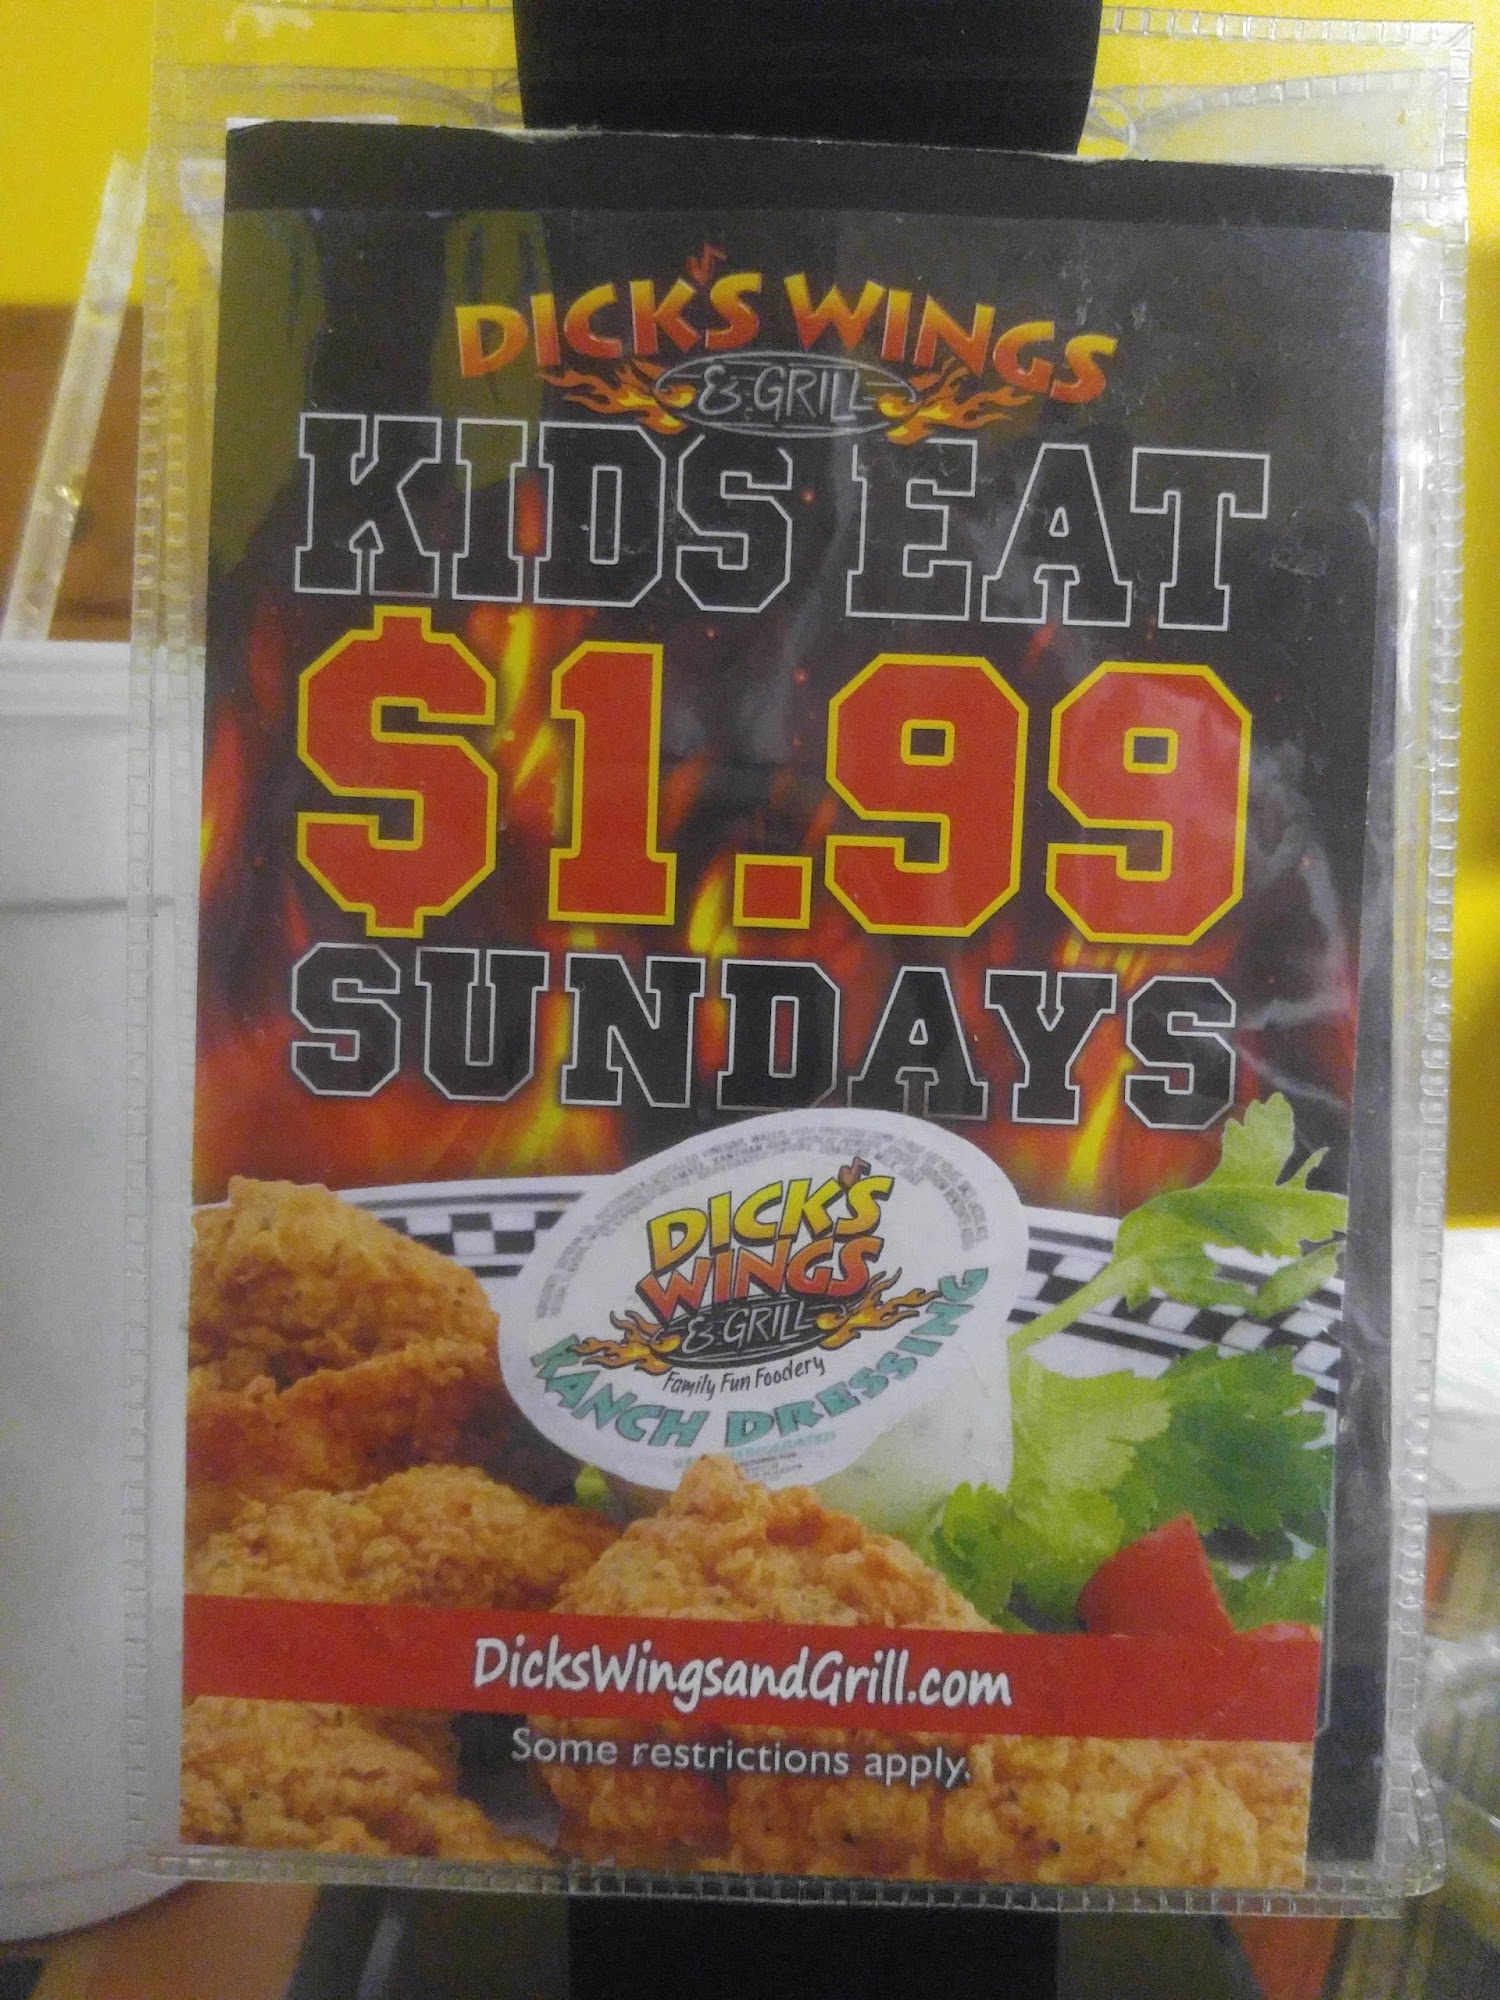 DICK'S WINGS
& GRILL
KIDS EAT
$1.99
SUNDAYS
DICK'S
WINGS
& GRILL
Family Fun Foodery
RANCH DRESSING
DicksWingsandGrill.com
Some restrictions apply.